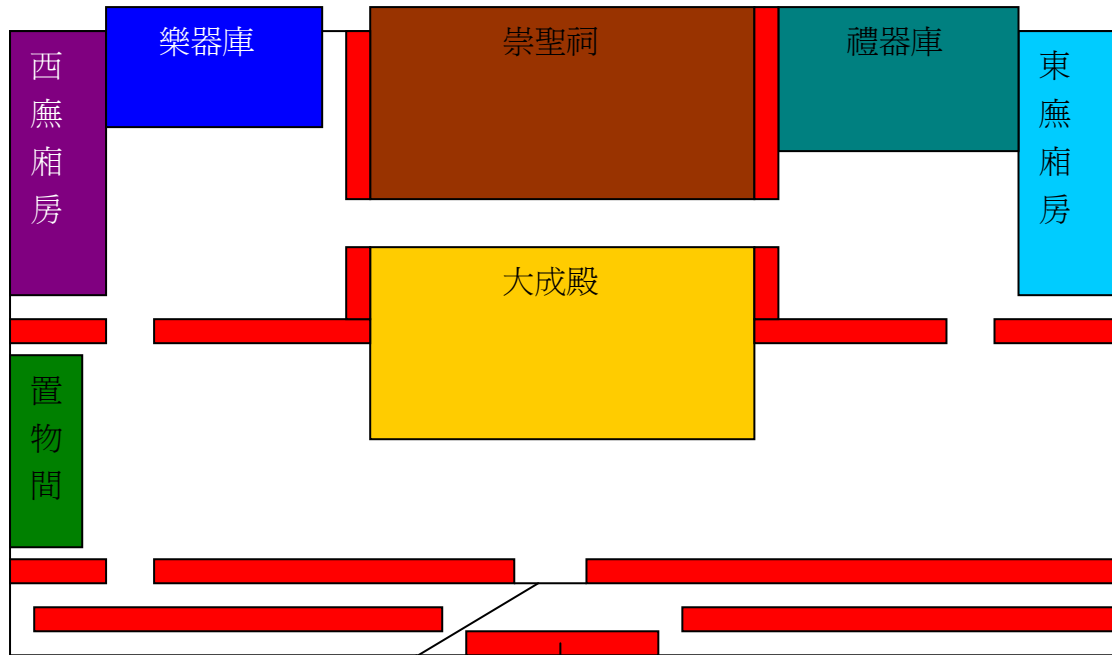 樂器庫
崇聖祠
禮器庫
西廡廂房
東廡廂房
大成殿
置物間